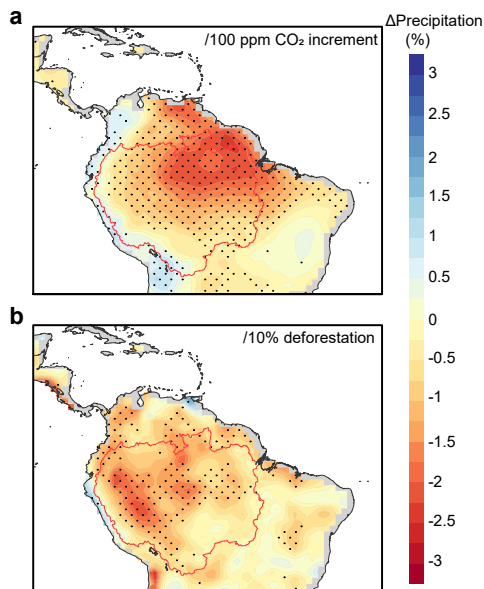 a
/100 ppm CO₂ increment
ΔPrecipitation
(%)
3
2.5
2
1.5
1
0.5
0
-0.5
-1
-1.5
-2
-2.5
-3
b
/10% deforestation